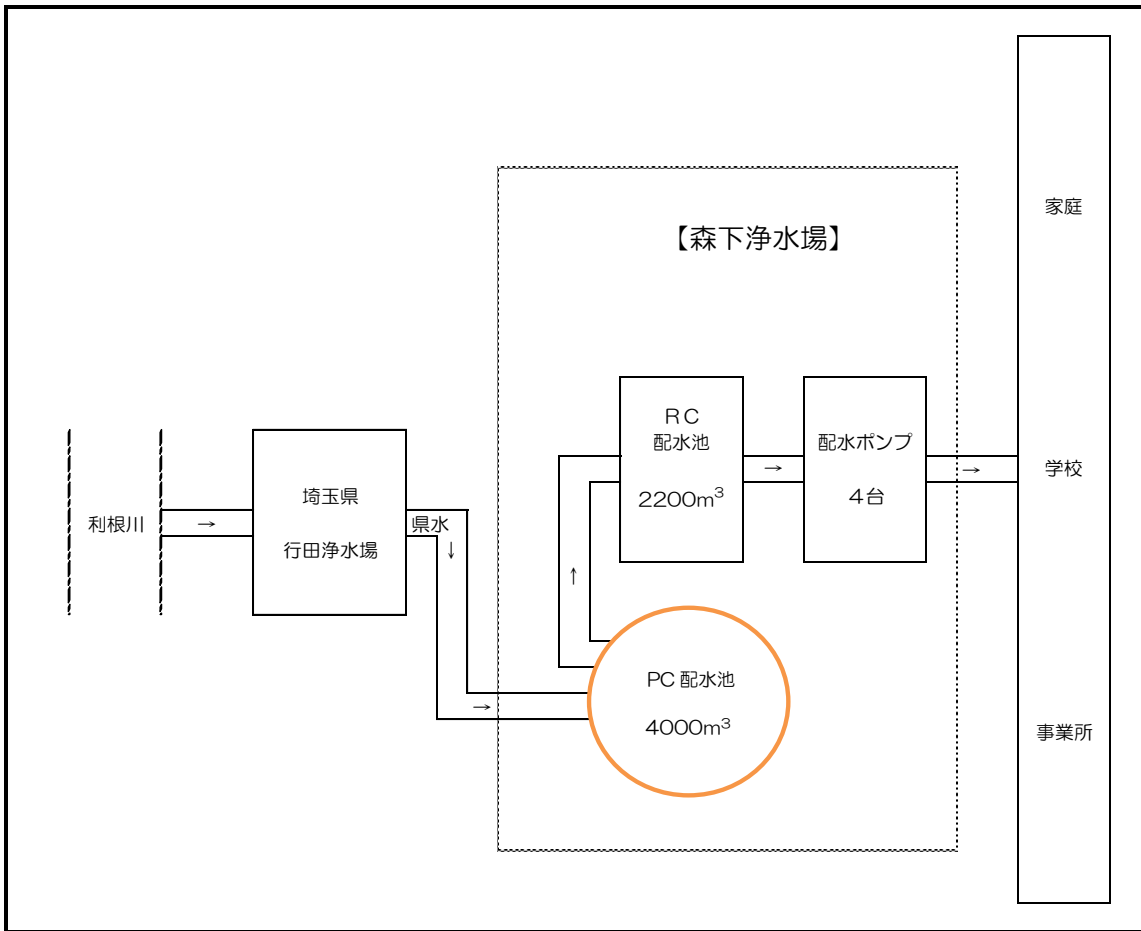 【森下浄水場】
利根川
→
埼玉県
行田浄水場
県水
↓
→
PC 配水池
4000m³
↑
ＲＣ
配水池
2200m³
→
配水ポンプ
４台
→
家庭
学校
事業所